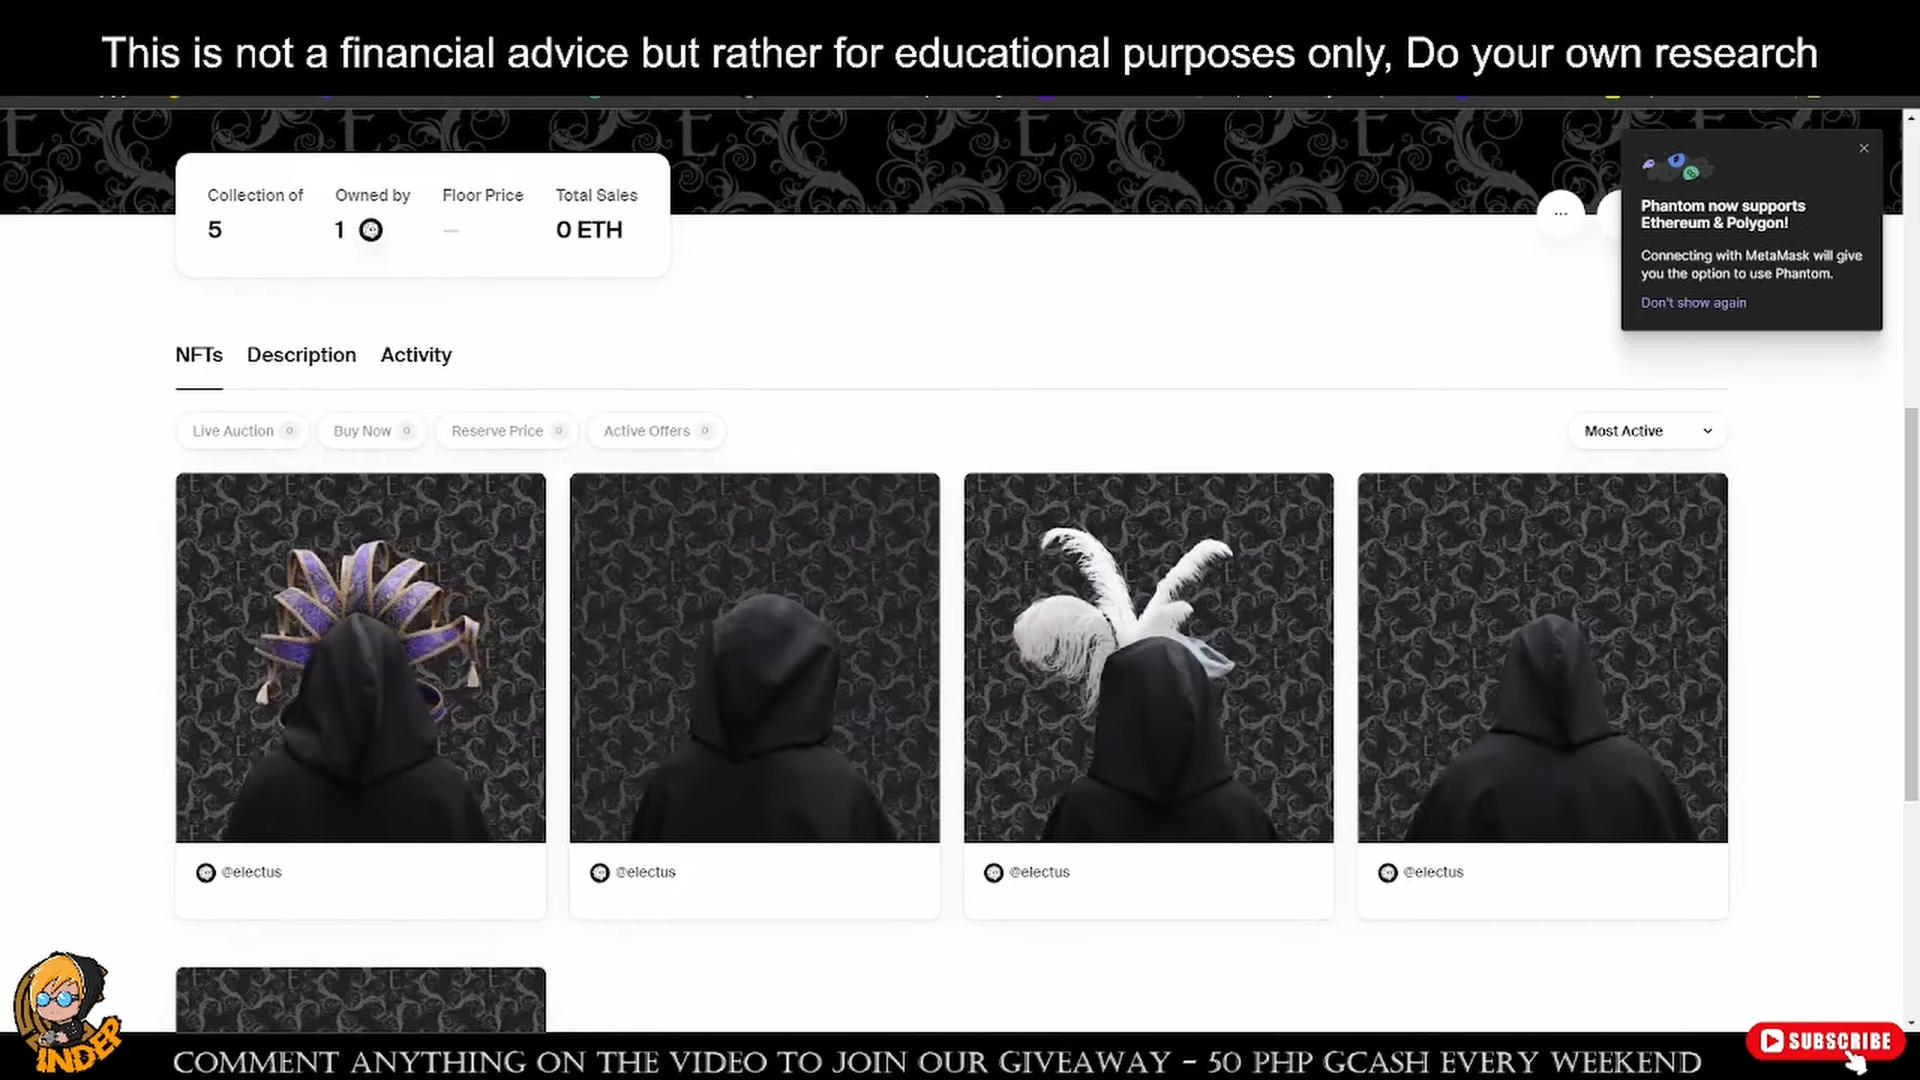 This is not a financial advice but rather for educational purposes only, Do your own research
Collection of
5
Owned by
1
Floor Price
—
Total Sales
0 ETH
...
Phantom now supports
Ethereum & Polygon!
Connecting with MetaMask will give
you the option to use Phantom.
Don't show again
NFTs Description Activity
Live Auction 0
Buy Now 0
Reserve Price 0
Active Offers 0
Most Active
@electus
@electus
@electus
@electus
INDEP
COMMENT ANYTHING ON THE VIDEO TO JOIN OUR GIVEAWAY - 50 PHP GCASH EVERY WEEKEND
SUBSCRIBE